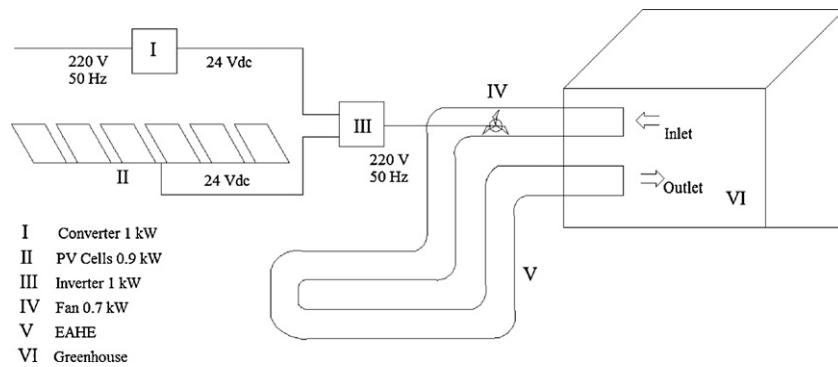 I
220 V
50 Hz
24 Vdc
IV
Inlet
III
220 V
50 Hz
II
24 Vdc
Outlet
VI
V
I Converter 1 kW
II PV Cells 0.9 kW
III Inverter 1 kW
IV Fan 0.7 kW
V EAHE
VI Greenhouse